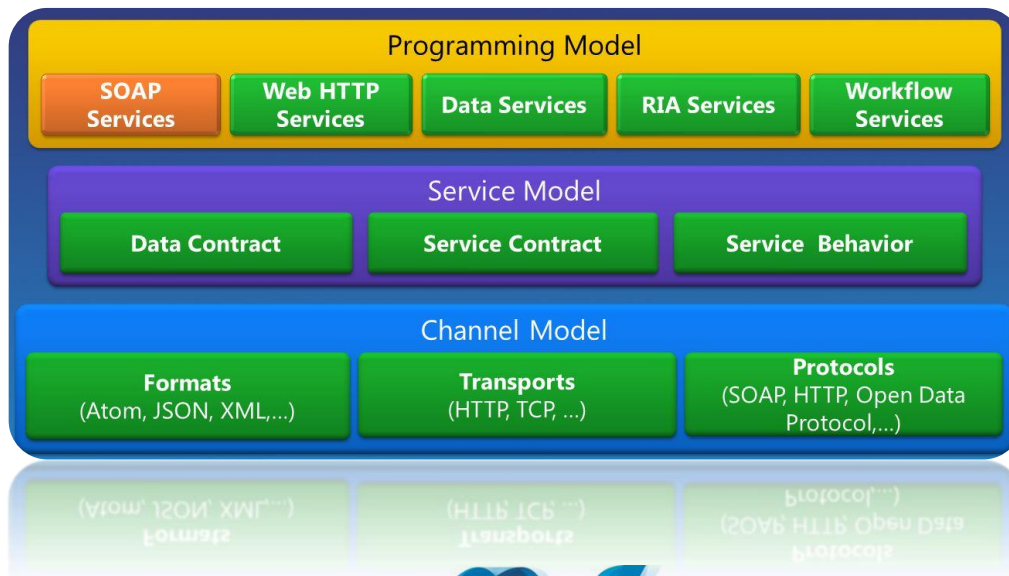 Programming Model
SOAP
Services
Web HTTP
Services
Data Services
RIA Services
Workflow
Services
Service Model
Data Contract
Service Contract
Service Behavior
Channel Model
Formats
(Atom, JSON, XML,...)
Transports
(HTTP, TCP, ...)
Protocols
(SOAP, HTTP, Open Data
Protocol,...)